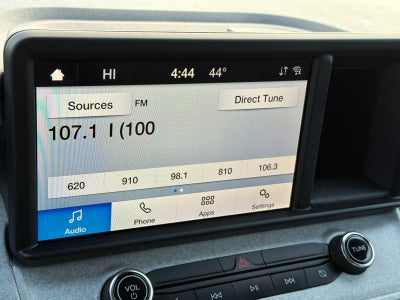 HI 4:44 44°
Sources FM Direct Tune
107.1 I (100
620 910 98.1 810 106.3
Audio Phone Apps Settings
VOL TUNE